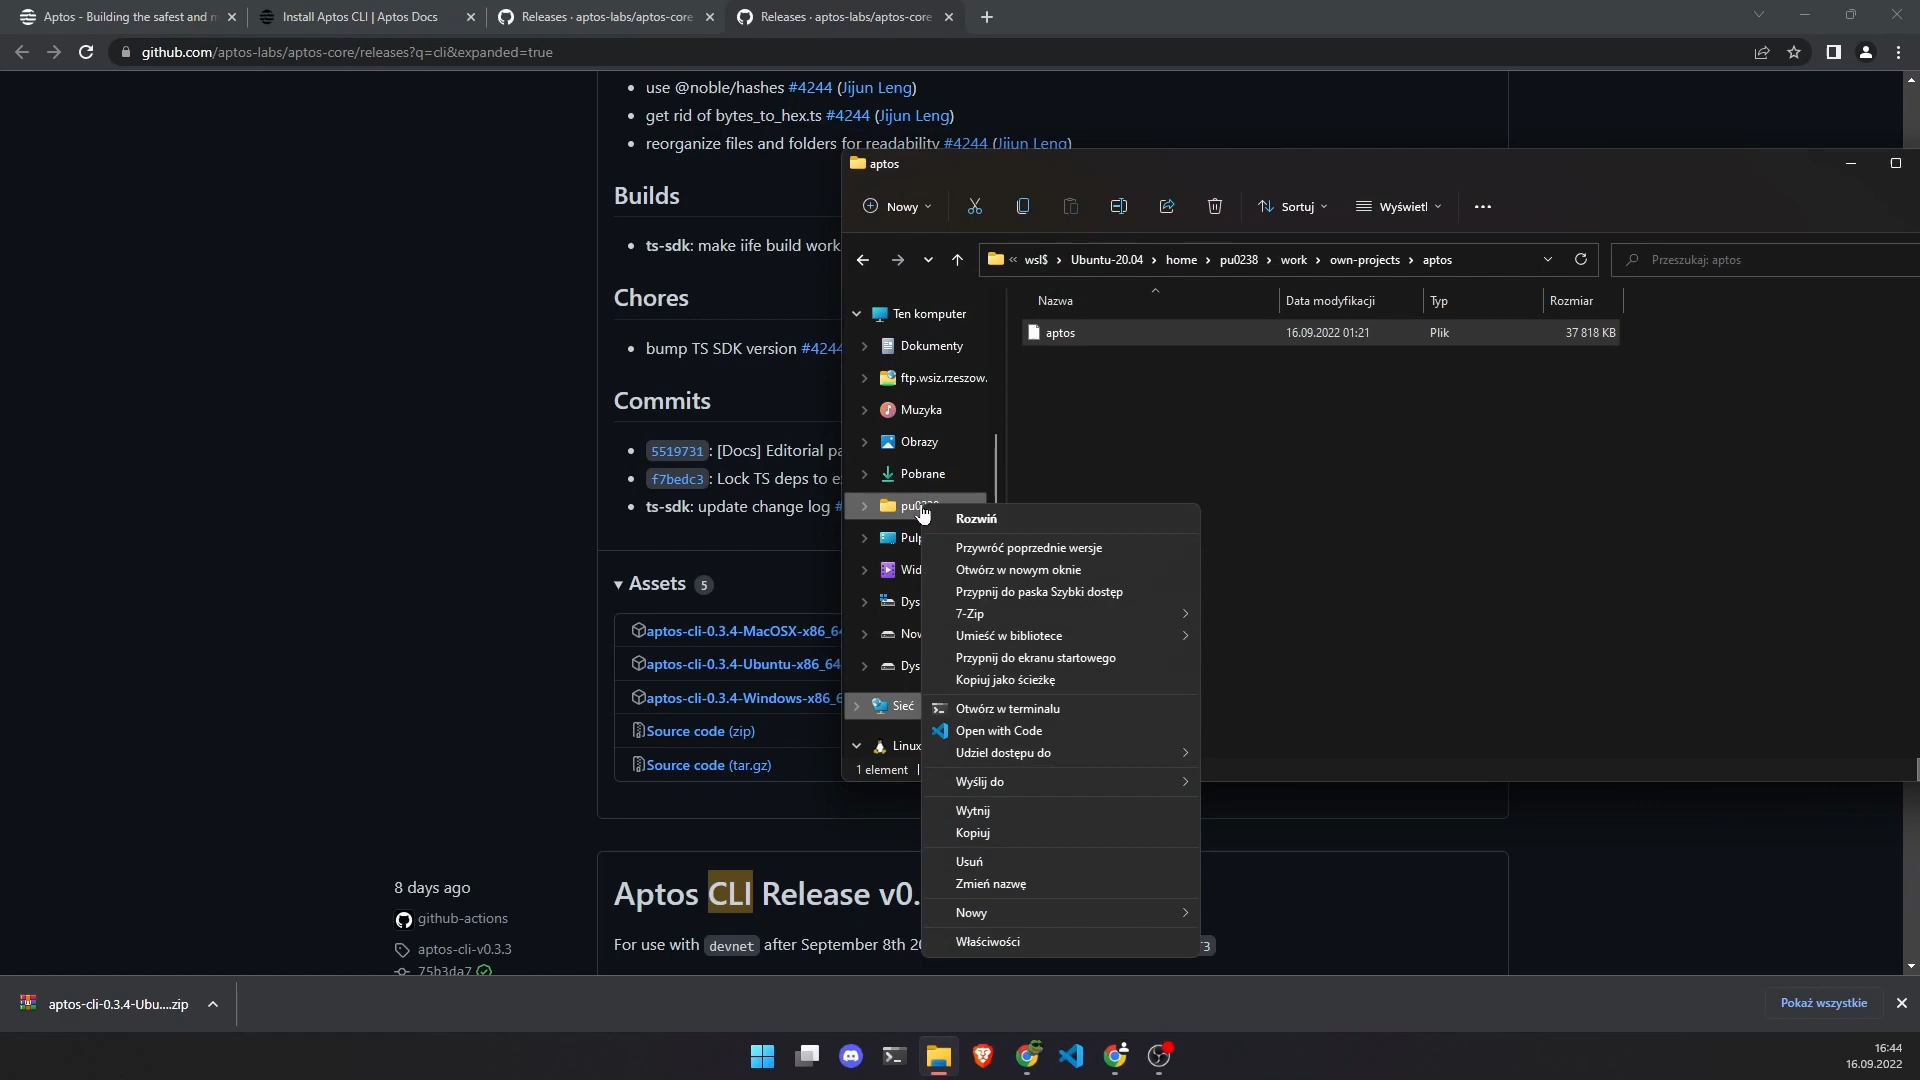 Aptos - Building the safest and m
Install Aptos CLI | Aptos Docs
Releases · aptos-labs/aptos-core
Releases · aptos-labs/aptos-core
github.com/aptos-labs/aptos-core/releases?q=cli&expanded=true
use @noble/hashes #4244 (Jijun Leng)
get rid of bytes_to_hex.ts #4244 (Jijun Leng)
reorganize files and folders for readability #4244 (Jijun Leng)
Builds
ts-sdk: make iife build work
Chores
bump TS SDK version #4244
Commits
5519731: [Docs] Editorial pa
f7bedc3: Lock TS deps to e
ts-sdk: update change log #
Assets 5
aptos-cli-0.3.4-MacOSX-x86_64
aptos-cli-0.3.4-Ubuntu-x86_64
aptos-cli-0.3.4-Windows-x86_6
Source code (zip)
Source code (tar.gz)
8 days ago
github-actions
aptos-cli-v0.3.3
75b3da7
Aptos CLI Release v0.
For use with devnet after September 8th 20
3
aptos
Nowy
Sortuj
Wyświetl
« wsl$ > Ubuntu-20.04 > home > pu0238 > work > own-projects > aptos
Przeszukaj: aptos
Nazwa
Data modyfikacji
Typ
Rozmiar
aptos
16.09.2022 01:21
Plik
37 818 KB
Ten komputer
Dokumenty
ftp.wsiz.rzeszow.
Muzyka
Obrazy
Pobrane
Pulp
Wid
Dys
Nov
Dys
Sieć
Linux
1 element
Rozwiń
Przywróć poprzednie wersje
Otwórz w nowym oknie
Przypnij do paska Szybki dostęp
7-Zip
Umieść w bibliotece
Przypnij do ekranu startowego
Kopiuj jako ścieżkę
Otwórz w terminalu
Open with Code
Udziel dostępu do
Wyślij do
Wytnij
Kopiuj
Usuń
Zmień nazwę
Nowy
Właściwości
aptos-cli-0.3.4-Ubu....zip
Pokaż wszystkie
16:44
16.09.2022